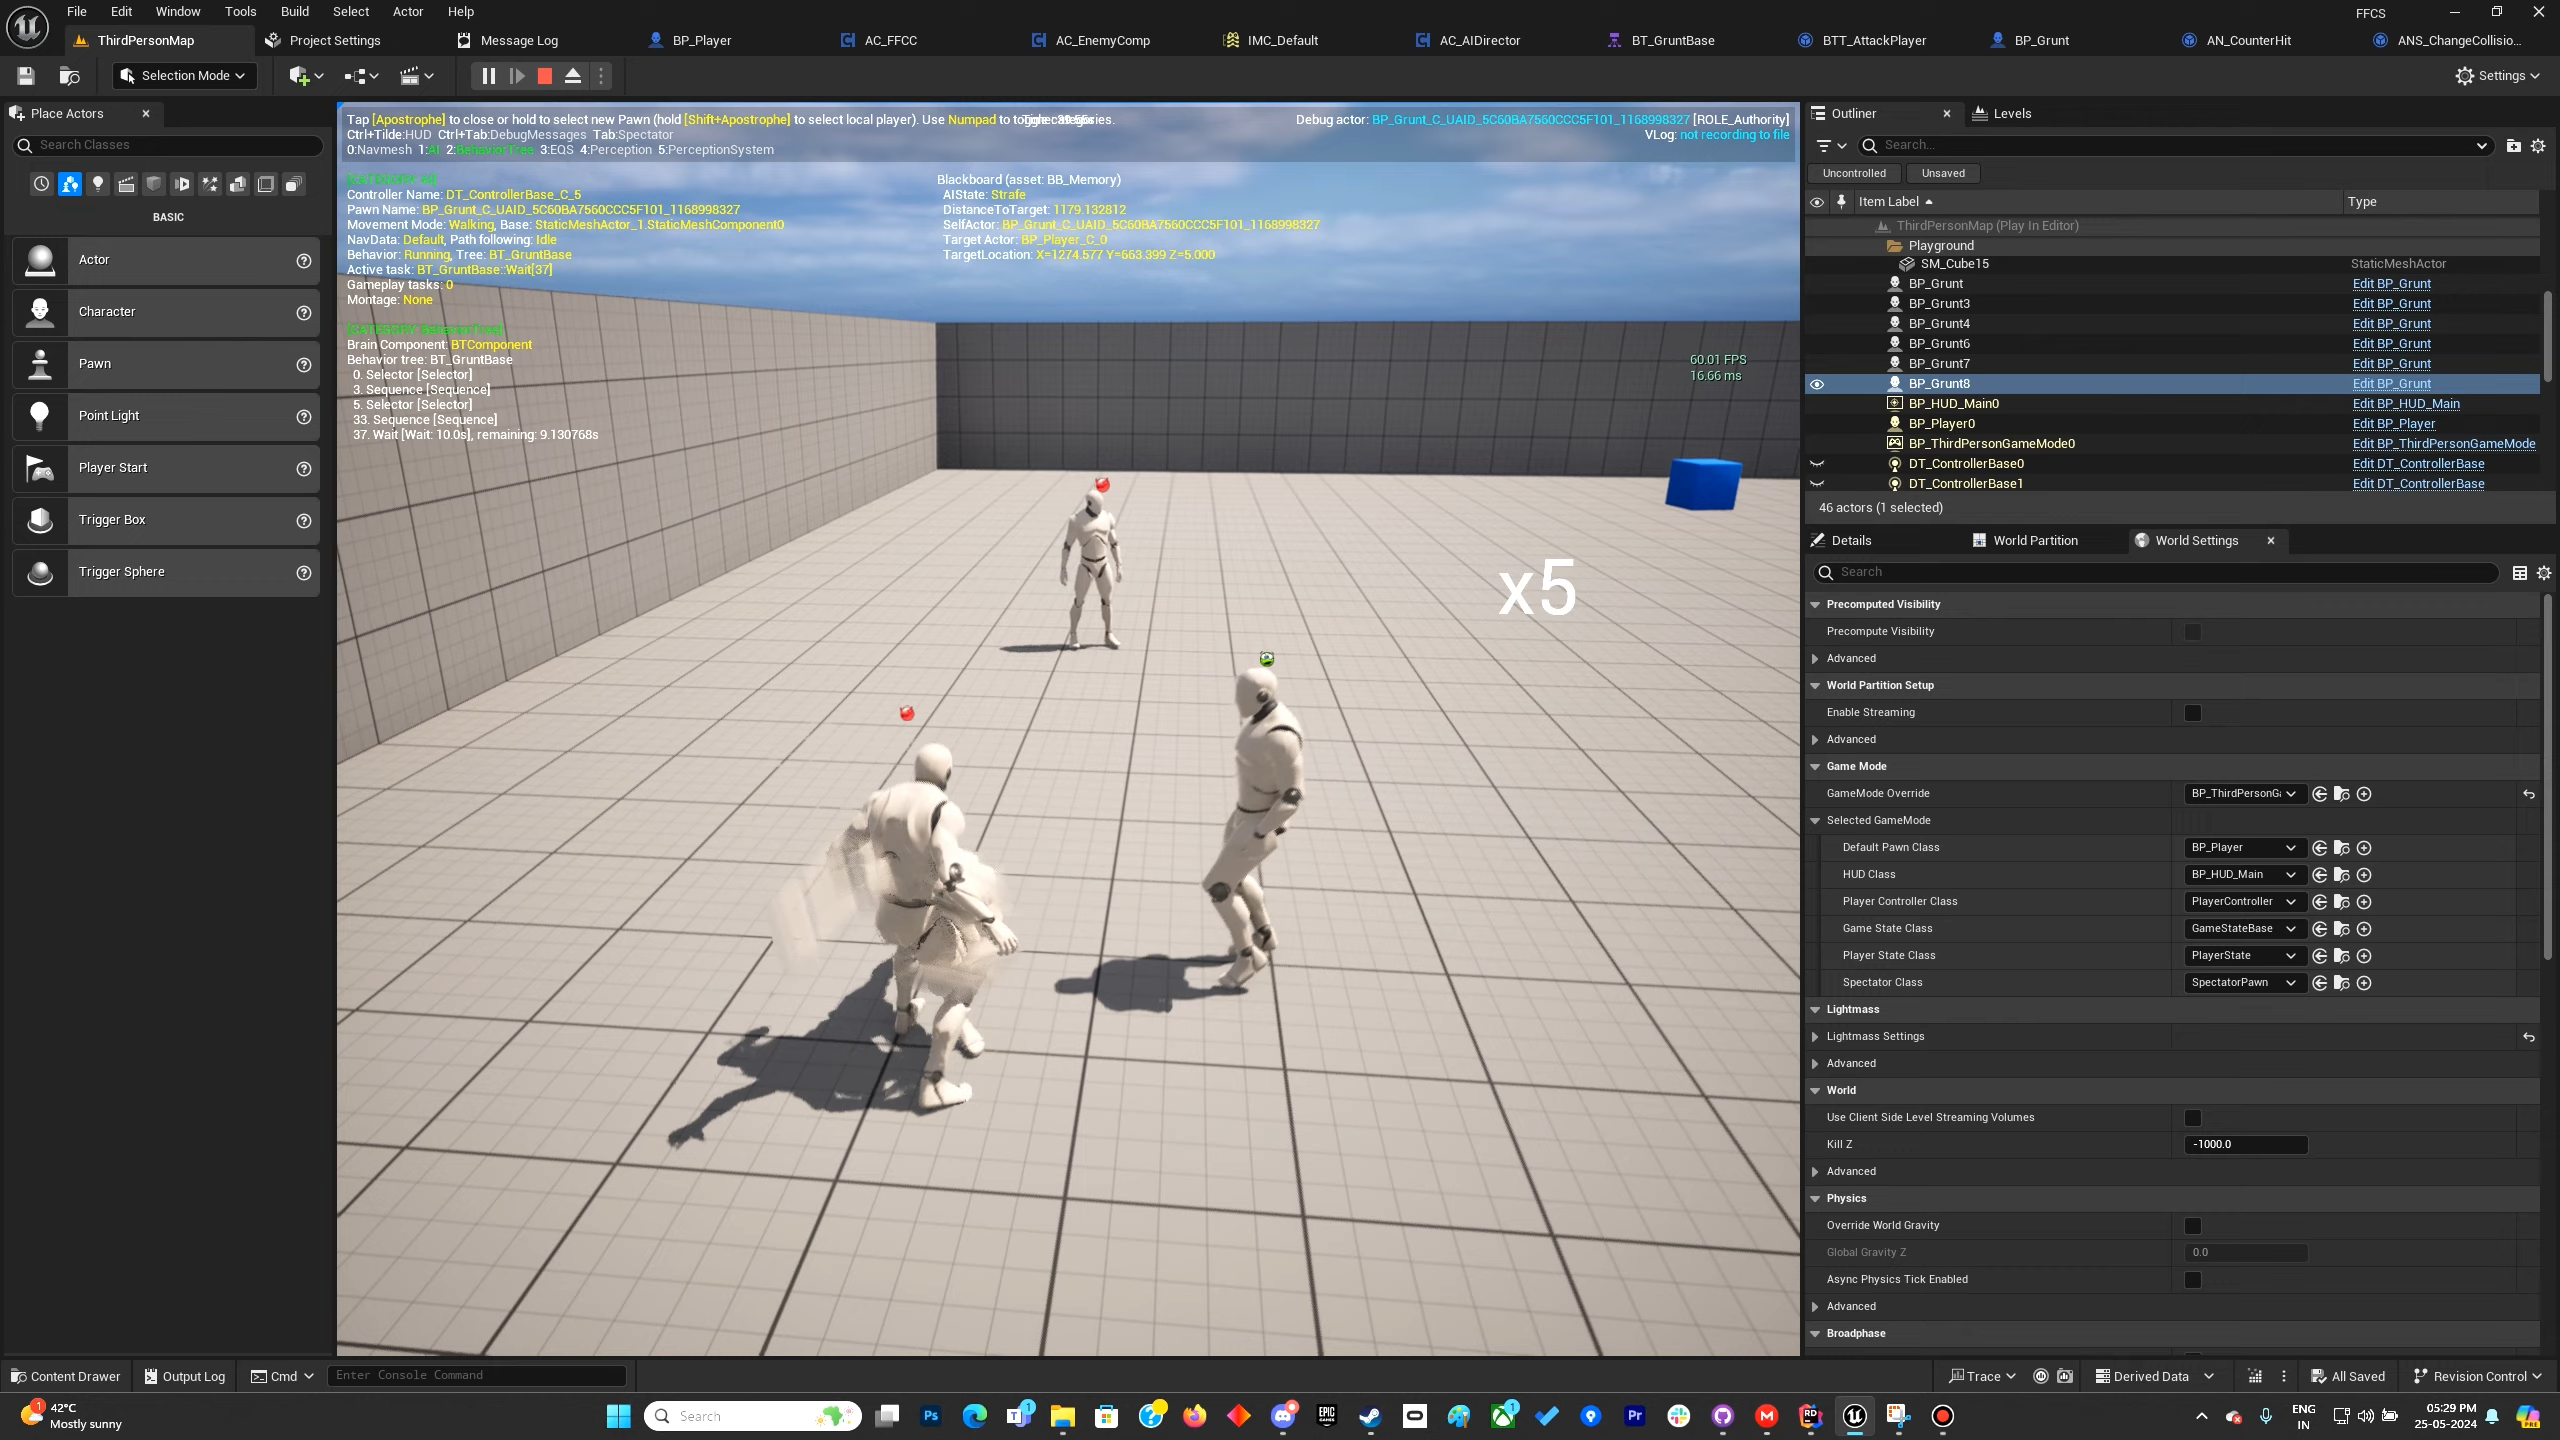 File Edit Window Tools Build Select Actor Help
FFCS
ThirdPersonMap Project Settings Message Log BP_Player AC_FFCC AC_EnemyComp IMC_Default AC_AIDirector BT_GruntBase BTT_AttackPlayer BP_Grunt AN_CounterHit ANS_ChangeCollisio...
Selection Mode
Settings
Place Actors
Search Classes
BASIC
Actor
Character
Pawn
Point Light
Player Start
Trigger Box
Trigger Sphere
Tap [Apostrophe] to close or hold to select new Pawn (hold [Shift+Apostrophe] to select local player). Use Numpad to toggle categories.
Ctrl+Tilde:HUD Ctrl+Tab:DebugMessages Tab:Spectator
0:Navmesh 1:AI 2:BehaviorTree 3:EQS 4:Perception 5:PerceptionSystem
Debug actor: BP_Grunt_C_UAID_5C60BA7560CCC5F101_1168998327 [ROLE_Authority]
VLog: not recording to file
Controller Name: DT_ControllerBase_C_5
Pawn Name: BP_Grunt_C_UAID_5C60BA7560CCC5F101_1168998327
Movement Mode: Walking, Base: StaticMeshActor_1.StaticMeshComponent0
NavData: Default, Path following: Idle
Behavior: Running, Tree: BT_GruntBase
Active task: BT_GruntBase::Wait[37]
Gameplay tasks: 0
Montage: None
[CATEGORY: BehaviorTree]
Brain Component: BTComponent
Behavior tree: BT_GruntBase
0. Selector [Selector]
3. Sequence [Sequence]
5. Selector [Selector]
33. Sequence [Sequence]
37. Wait [Wait: 10.0s], remaining: 9.130768s
Blackboard (asset: BB_Memory)
AIState: Strafe
DistanceToTarget: 1179.132812
SelfActor: BP_Grunt_C_UAID_5C60BA7560CCC5F101_1168998327
Target Actor: BP_Player_C_0
TargetLocation: X=1274.577 Y=663.399 Z=5.000
60.01 FPS
16.66 ms
x5
Outliner Levels
Search...
Uncontrolled Unsaved
Item Label Type
ThirdPersonMap (Play In Editor)
Playground
SM_Cube15 StaticMeshActor
BP_Grunt Edit BP_Grunt
BP_Grunt3 Edit BP_Grunt
BP_Grunt4 Edit BP_Grunt
BP_Grunt6 Edit BP_Grunt
BP_Grunt7 Edit BP_Grunt
BP_Grunt8 Edit BP_Grunt
BP_HUD_Main0 Edit BP_HUD_Main
BP_Player0 Edit BP_Player
BP_ThirdPersonGameMode0 Edit BP_ThirdPersonGameMode
DT_ControllerBase0 Edit DT_ControllerBase
DT_ControllerBase1 Edit DT_ControllerBase
46 actors (1 selected)
Details World Partition World Settings
Search
Precomputed Visibility
Precompute Visibility
Advanced
World Partition Setup
Enable Streaming
Advanced
Game Mode
GameMode Override BP_ThirdPersonGa
Selected GameMode
Default Pawn Class BP_Player
HUD Class BP_HUD_Main
Player Controller Class PlayerController
Game State Class GameStateBase
Player State Class PlayerState
Spectator Class SpectatorPawn
Lightmass
Lightmass Settings
Advanced
World
Use Client Side Level Streaming Volumes
Kill Z -1000.0
Advanced
Physics
Override World Gravity
Global Gravity Z 0.0
Async Physics Tick Enabled
Advanced
Broadphase
Content Drawer Output Log Cmd Enter Console Command
Trace Derived Data All Saved Revision Control
42°C
Mostly sunny
Search
ENG
IN
05:29 PM
25-05-2024